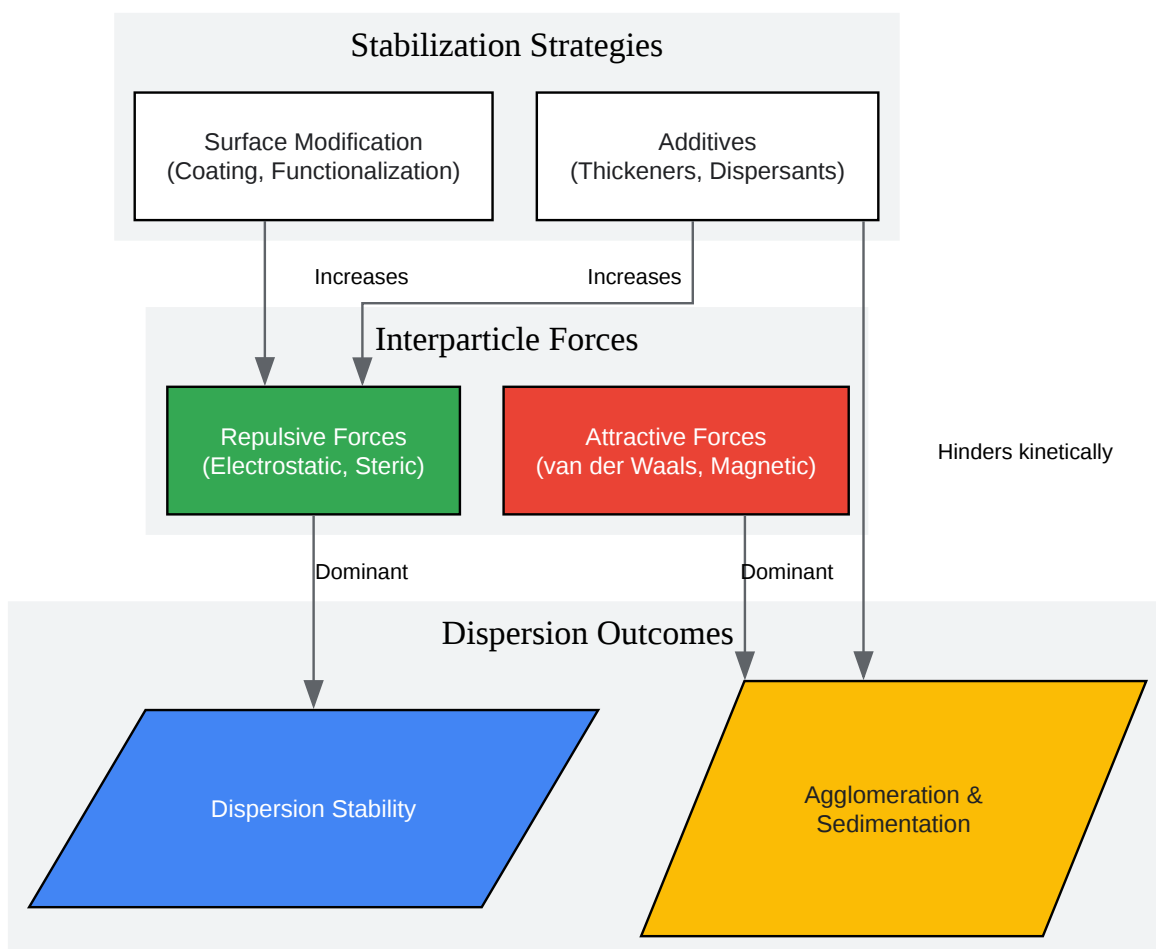 Stabilization Strategies
Surface Modification
(Coating, Functionalization)
Additives
(Thickeners, Dispersants)
Increases
Increases
Interparticle Forces
Repulsive Forces
(Electrostatic, Steric)
Attractive Forces
(van der Waals, Magnetic)
Hinders kinetically
Dominant
Dominant
Dispersion Outcomes
Dispersion Stability
Agglomeration &
Sedimentation